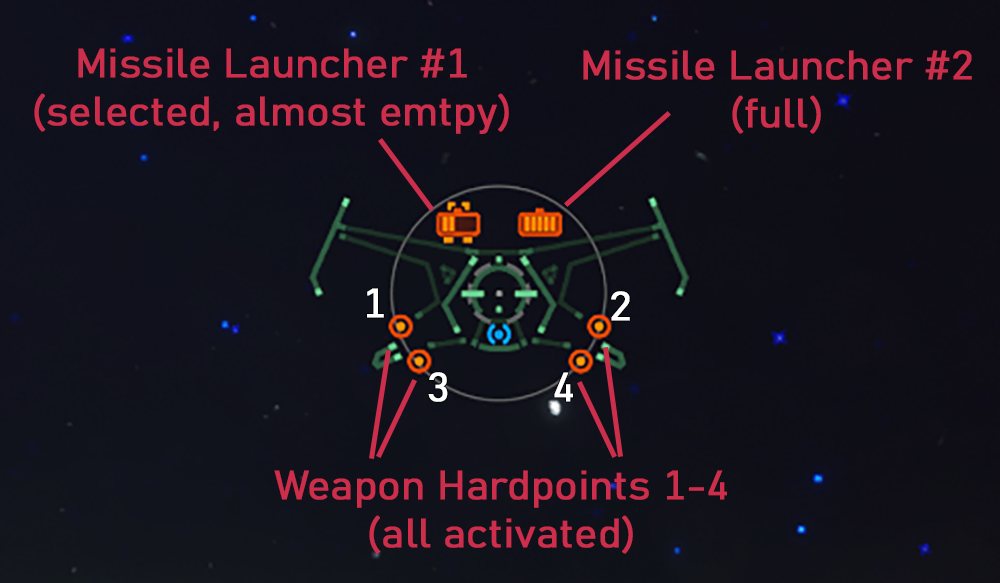 Missile Launcher #1
(selected, almost emtpy)
Missile Launcher #2
(full)
1
2
3
4
Weapon Hardpoints 1-4
(all activated)